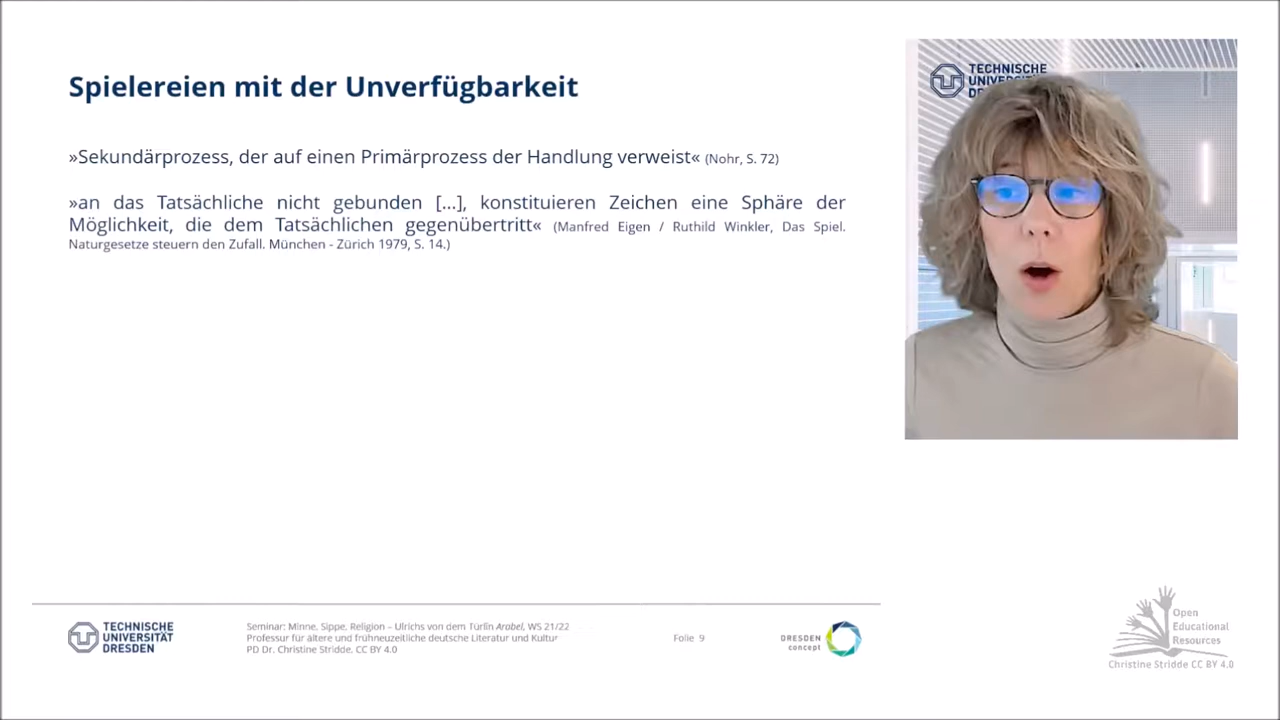 Spielereien mit der Unverfügbarkeit
»Sekundärprozess, der auf einen Primärprozess der Handlung verweist« (Nohr, S. 72)
»an das Tatsächliche nicht gebunden [...], konstituieren Zeichen eine Sphäre der
Möglichkeit, die dem Tatsächlichen gegenübertritt« (Manfred Eigen / Ruthild Winkler, Das Spiel.
Naturgesetze steuern den Zufall. München - Zürich 1979, S. 14.)
TECHNISCHE
UNIVERSITÄT
DRESDEN
Seminar: Minne, Sippe, Religion – Ulrichs von dem Türlîn Arabel, WS 21/22
Professur für ältere und frühneuzeitliche deutsche Literatur und Kultur
PD Dr. Christine Stridde, CC BY 4.0
Folie 9
DRESDEN
concept
TECHNISCHE
Open
Educational
Resources
Christine Stridde CC BY 4.0